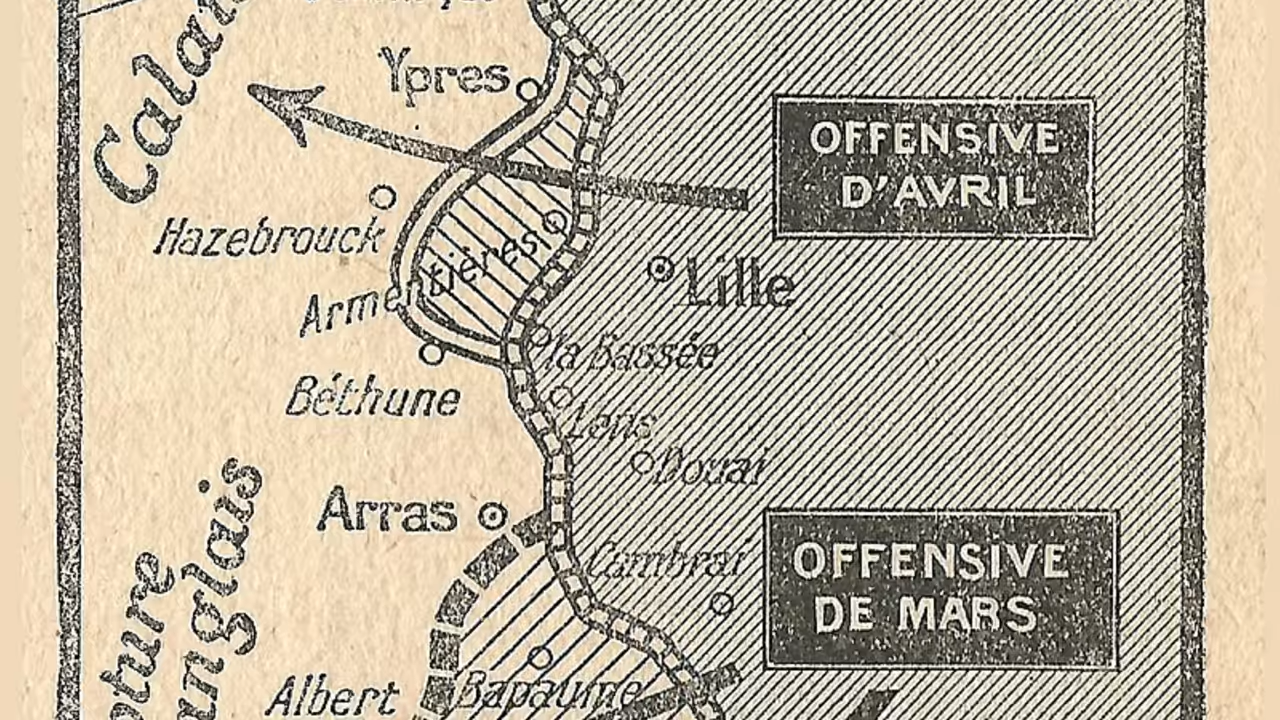 Calais
Ypres
OFFENSIVE
D'AVRIL
Hazebrouck
Armentières
Lille
la Bassée
Béthune
Lens
Douai
Arras
anglais
Cambrai
OFFENSIVE
DE MARS
Albert
Bapaume